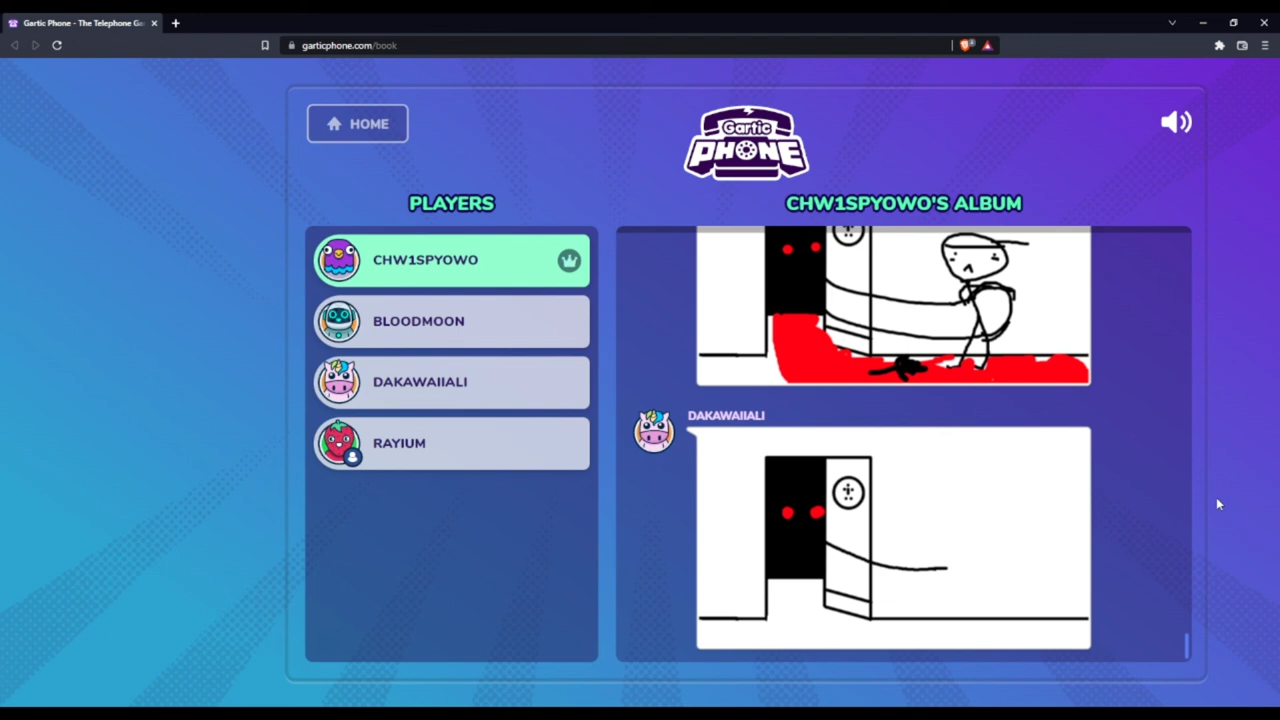 Gartic Phone - The Telephone Ga
garticphone.com/book
HOME
Gartic
PHONE
PLAYERS
CHW1SPYOWO'S ALBUM
CHW1SPYOWO
BLOODMOON
DAKAWAIIALI
RAYIUM
DAKAWAIIALI